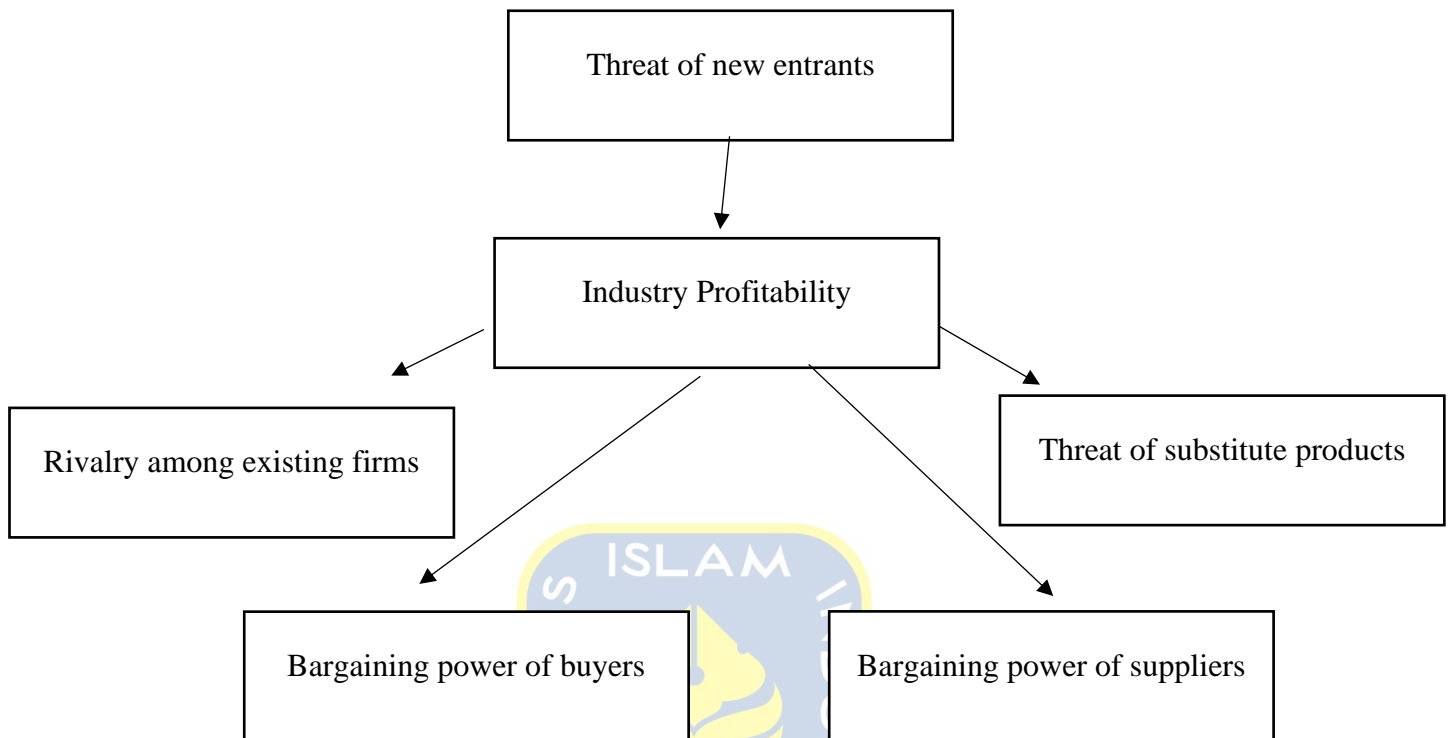 Threat of new entrants
Industry Profitability
Rivalry among existing firms
Threat of substitute products
ISLAM
S
Bargaining power of buyers
Bargaining power of suppliers